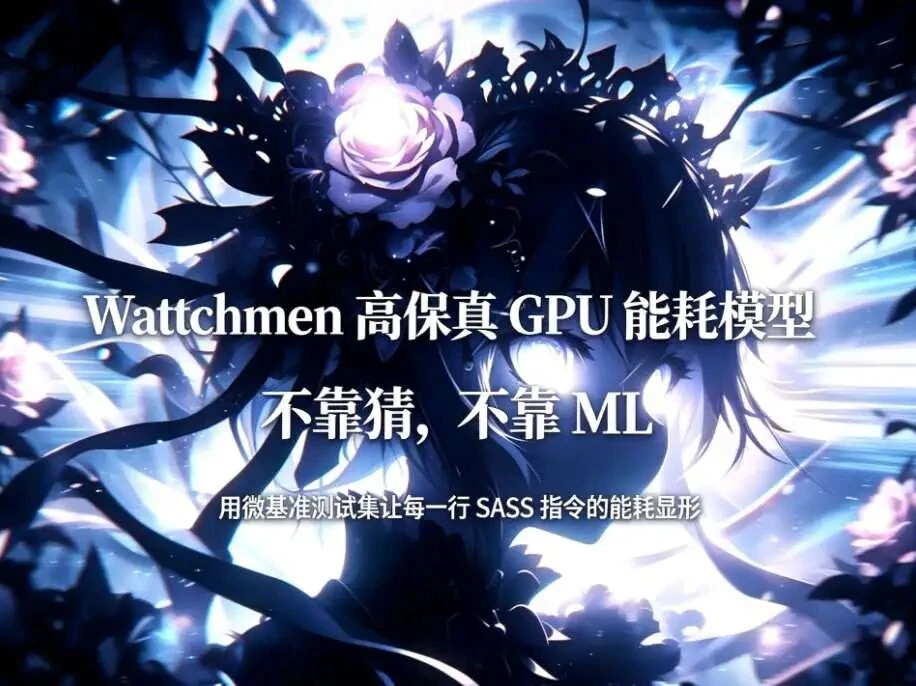 Wattchmen 高保真 GPU 能耗模型
不靠猜，不靠 ML
用微基准测试集让每一行 SASS 指令的能耗显形